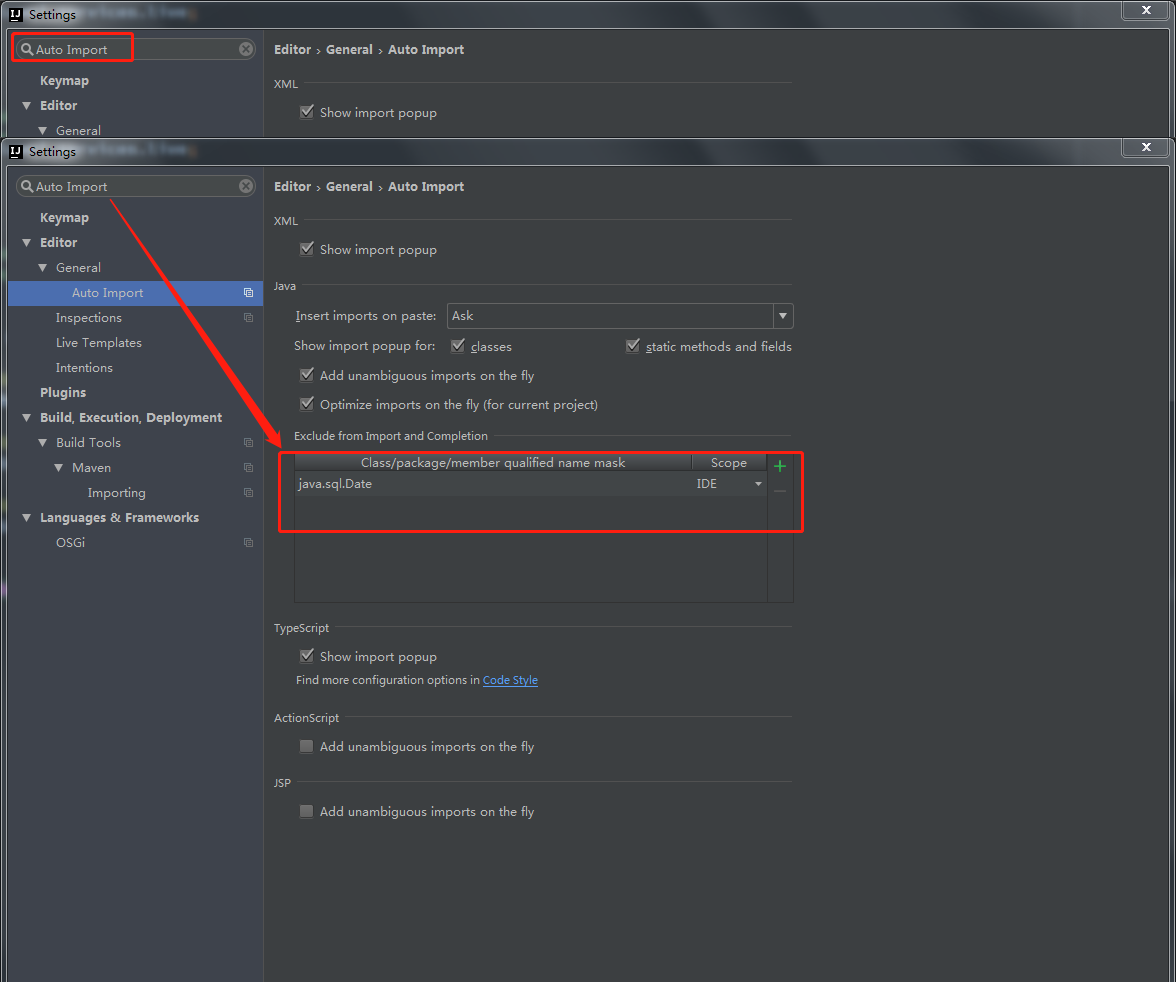 Settings
Auto Import
Editor › General › Auto Import
Keymap
XML
Editor
Show import popup
General
Settings
Auto Import
Editor › General › Auto Import
Keymap
XML
Editor
Show import popup
General
Java
Auto Import
Inspections
Insert imports on paste: Ask
Live Templates
Show import popup for: classes static methods and fields
Intentions
Add unambiguous imports on the fly
Plugins
Optimize imports on the fly (for current project)
Build, Execution, Deployment
Exclude from Import and Completion
Build Tools
Class/package/member qualified name mask Scope
Maven
java.sql.Date IDE
Importing
Languages & Frameworks
OSGi
TypeScript
Show import popup
Find more configuration options in Code Style
ActionScript
Add unambiguous imports on the fly
JSP
Add unambiguous imports on the fly